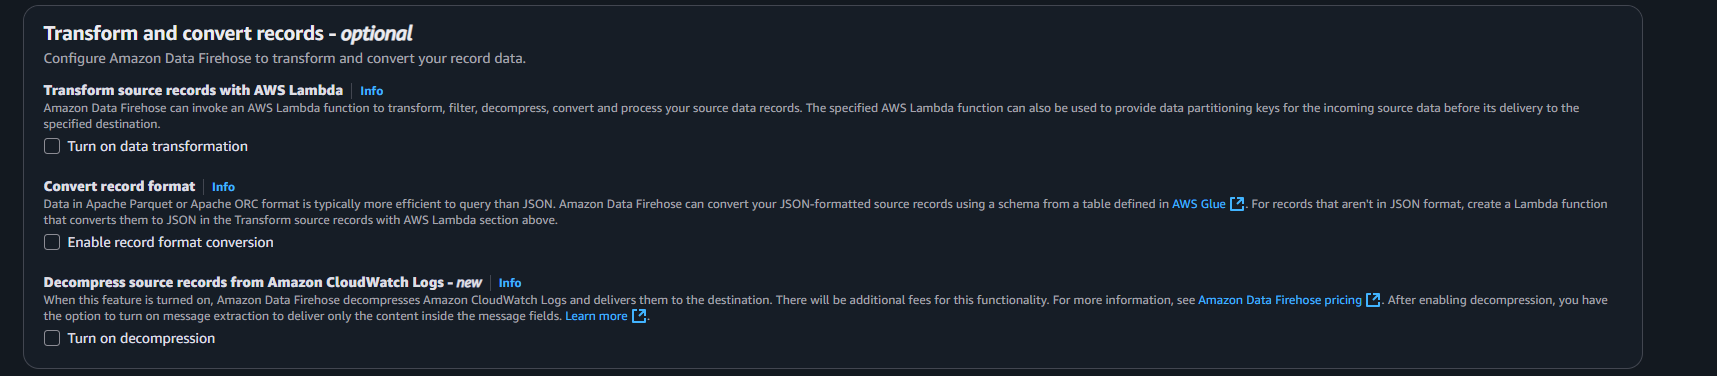 Transform and convert records - optional
Configure Amazon Data Firehose to transform and convert your record data.
Transform source records with AWS Lambda | Info
Amazon Data Firehose can invoke an AWS Lambda function to transform, filter, decompress, convert and process your source data records. The specified AWS Lambda function can also be used to provide data partitioning keys for the incoming source data before its delivery to the
specified destination.
Turn on data transformation
Convert record format | Info
Data in Apache Parquet or Apache ORC format is typically more efficient to query than JSON. Amazon Data Firehose can convert your JSON-formatted source records using a schema from a table defined in AWS Glue. For records that aren't in JSON format, create a Lambda function
that converts them to JSON in the Transform source records with AWS Lambda section above.
Enable record format conversion
Decompress source records from Amazon CloudWatch Logs - new | Info
When this feature is turned on, Amazon Data Firehose decompresses Amazon CloudWatch Logs and delivers them to the destination. There will be additional fees for this functionality. For more information, see Amazon Data Firehose pricing. After enabling decompression, you have
the option to turn on message extraction to deliver only the content inside the message fields. Learn more.
Turn on decompression